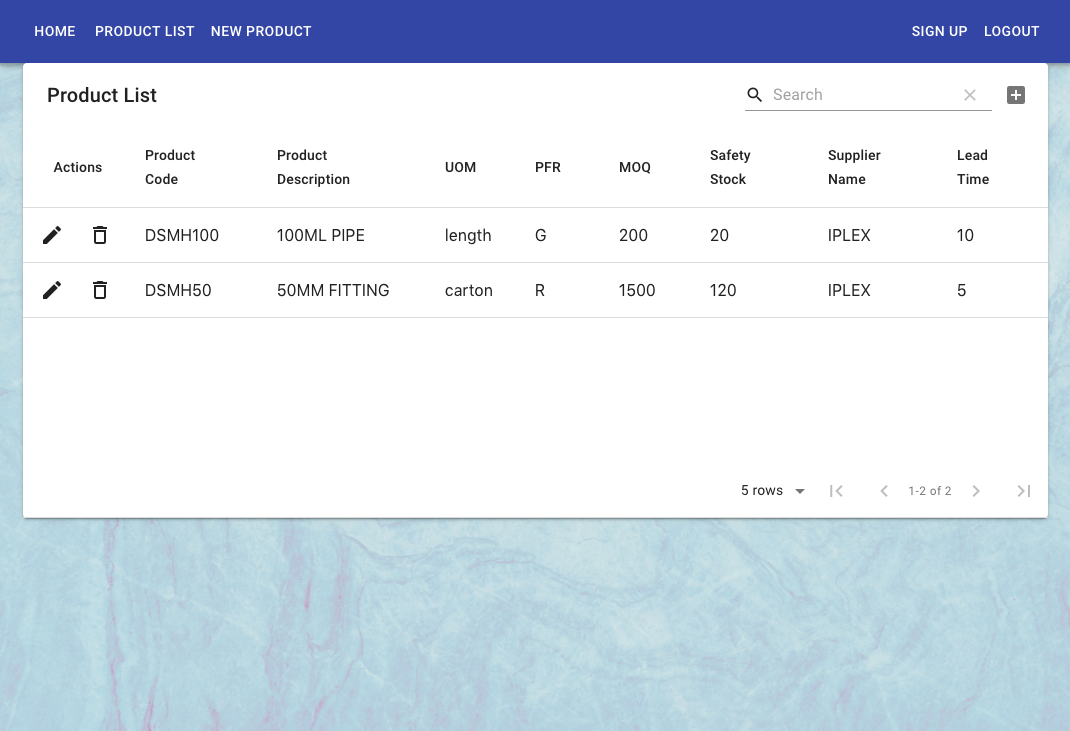 HOME PRODUCT LIST NEW PRODUCT SIGN UP LOGOUT
Product List Search
Actions Product Code Product Description UOM PFR MOQ Safety Stock Supplier Name Lead Time
DSMH100 100ML PIPE length G 200 20 IPLEX 10
DSMH50 50MM FITTING carton R 1500 120 IPLEX 5
5 rows 1-2 of 2